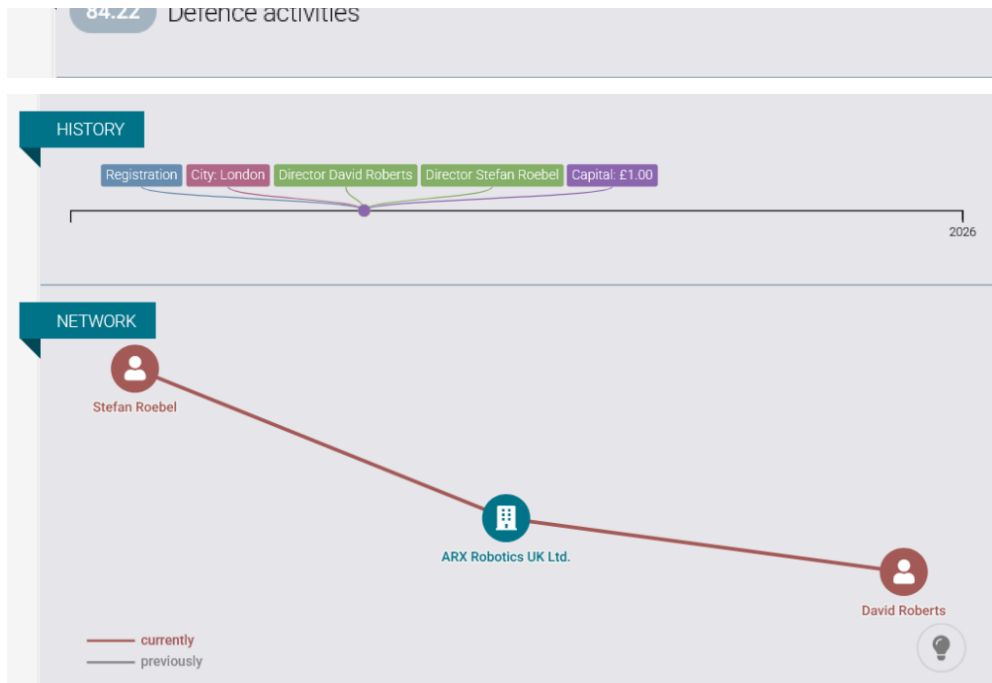 84.22 Defence activities
HISTORY
Registration City: London Director David Roberts Director Stefan Roebel Capital: £1.00
2026
NETWORK
Stefan Roebel
ARX Robotics UK Ltd.
David Roberts
currently
previously